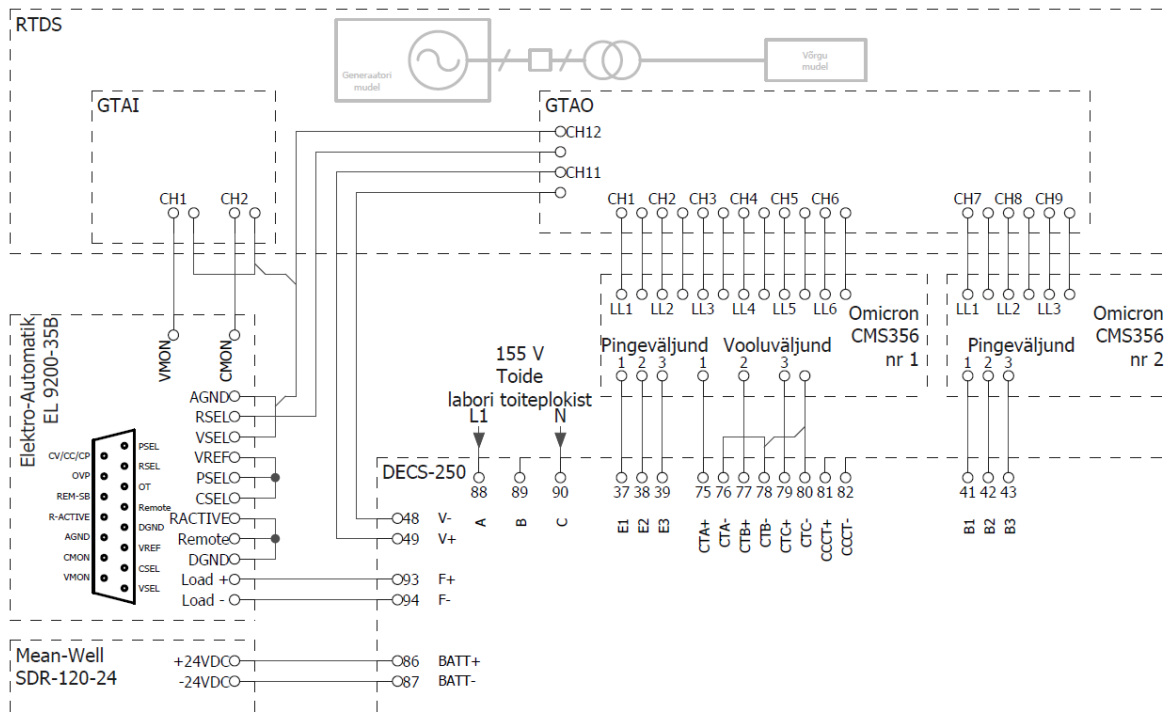 RTDS
Generaatori
mudel
Võrgu
mudel
GTAI
GTAO
CH12
CH11
CH1
CH2
CH1 CH2 CH3 CH4 CH5 CH6
CH7 CH8 CH9
LL1 LL2 LL3 LL4 LL5 LL6
Omicron
CMS356
nr 1
Pingeväljund
Vooluväljund
1 2 3
1 2 3
LL1 LL2 LL3
Omicron
CMS356
nr 2
Pingeväljund
1 2 3
155 V
Toide
labori toiteplokist
L1
N
Elektro-Automatik
EL 9200-35B
VMON
CMON
AGND
RSEL
VSEL
VREF
PSEL
CSEL
RACTIVE
Remote
DGND
Load +
Load -
CV/CC/CP
OVP
REM-SB
R-ACTIVE
AGND
CMON
VMON
PSEL
RSEL
OT
Remote
DGND
VREF
CSEL
VSEL
DECS-250
88 89 90
A B C
37 38 39
E1 E2 E3
75 76 77 78 79 80 81 82
CTA+ CTA- CTB+ CTB- CTC+ CTC- CCCT+ CCCT-
41 42 43
B1 B2 B3
48 V-
49 V+
93 F+
94 F-
86 BATT+
87 BATT-
Mean-Well
SDR-120-24
+24VDC
-24VDC